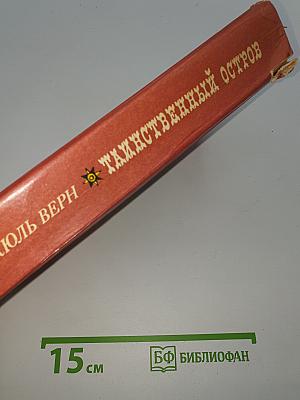 ЖЮЛЬ ВЕРН ТАИНСТВЕННЫЙ ОСТРОВ
15 см
БФ БИБЛИОФАН